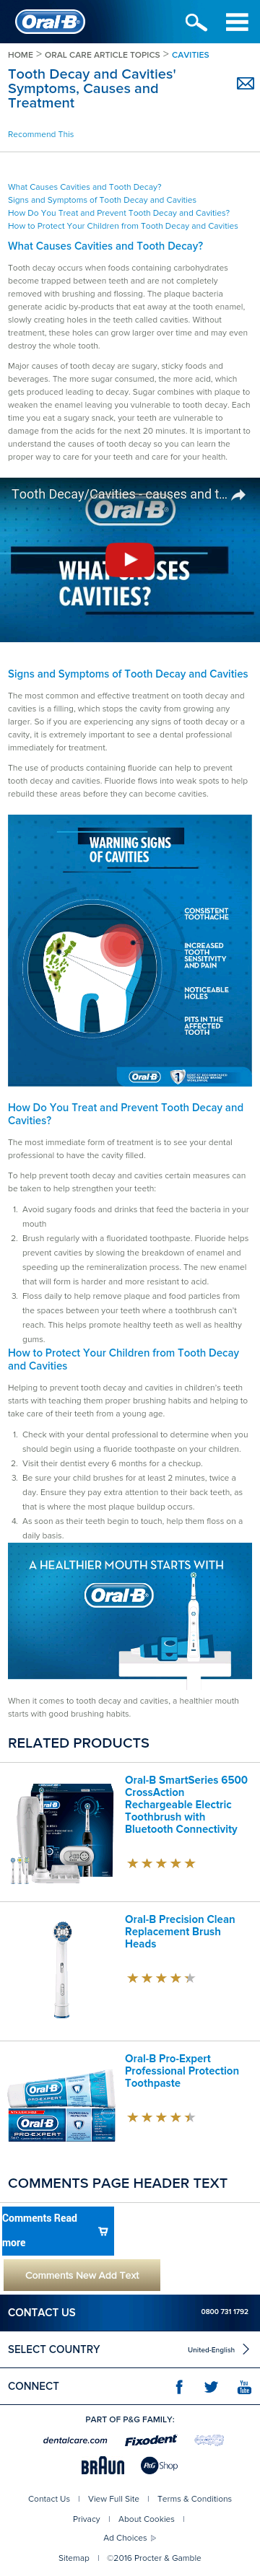 Oral-B
HOME > ORAL CARE ARTICLE TOPICS > CAVITIES
Tooth Decay and Cavities'
Symptoms, Causes and
Treatment
Recommend This
What Causes Cavities and Tooth Decay?
Signs and Symptoms of Tooth Decay and Cavities
How Do You Treat and Prevent Tooth Decay and Cavities?
How to Protect Your Children from Tooth Decay and Cavities
What Causes Cavities and Tooth Decay?
Tooth decay occurs when foods containing carbohydrates
become trapped between teeth and are not completely
removed with brushing and flossing. The plaque bacteria
generate acidic by-products that eat away at the tooth enamel,
slowly creating holes in the teeth called cavities. Without
treatment, these holes can grow larger over time and may even
destroy the whole tooth.
Major causes of tooth decay are sugary, sticky foods and
beverages. The more sugar consumed, the more acid, which
gets produced leading to decay. Sugar combines with plaque to
weaken the enamel leaving you vulnerable to tooth decay. Each
time you eat a sugary snack, your teeth are vulnerable to
damage from the acids for the next 20 minutes. It is important to
understand the causes of tooth decay so you can learn the
proper way to care for your teeth and care for your health.
Tooth Decay/Cavities – causes and t...
Oral-B
WHAT CAUSES
CAVITIES?
Signs and Symptoms of Tooth Decay and Cavities
The most common and effective treatment on tooth decay and
cavities is a filling, which stops the cavity from growing any
larger. So if you are experiencing signs of tooth decay or a
cavity, it is extremely important to see a dental professional
immediately for treatment.
The use of products containing fluoride can help to prevent
tooth decay and cavities. Fluoride flows into weak spots to help
rebuild these areas before they can become cavities.
WARNING SIGNS
OF CAVITIES
CONSISTENT
TOOTHACHE
INCREASED
TOOTH
SENSITIVITY
AND PAIN
NOTICEABLE
HOLES
PITS IN THE
AFFECTED
TOOTH
Oral-B
How Do You Treat and Prevent Tooth Decay and
Cavities?
The most immediate form of treatment is to see your dental
professional to have the cavity filled.
To help prevent tooth decay and cavities certain measures can
be taken to help strengthen your teeth:
1. Avoid sugary foods and drinks that feed the bacteria in your
mouth
2. Brush regularly with a fluoridated toothpaste. Fluoride helps
prevent cavities by slowing the breakdown of enamel and
speeding up the remineralization process. The new enamel
that will form is harder and more resistant to acid.
3. Floss daily to help remove plaque and food particles from
the spaces between your teeth where a toothbrush can't
reach. This helps promote healthy teeth as well as healthy
gums.
How to Protect Your Children from Tooth Decay
and Cavities
Helping to prevent tooth decay and cavities in children's teeth
starts with teaching them proper brushing habits and helping to
take care of their teeth from a young age.
1. Check with your dental professional to determine when you
should begin using a fluoride toothpaste on your children.
2. Visit their dentist every 6 months for a checkup.
3. Be sure your child brushes for at least 2 minutes, twice a
day. Ensure they pay extra attention to their back teeth, as
that is where the most plaque buildup occurs.
4. As soon as their teeth begin to touch, help them floss on a
daily basis.
A HEALTHIER MOUTH STARTS WITH
Oral-B
When it comes to tooth decay and cavities, a healthier mouth
starts with good brushing habits.
RELATED PRODUCTS
Oral-B SmartSeries 6500
CrossAction
Rechargeable Electric
Toothbrush with
Bluetooth Connectivity
Oral-B Precision Clean
Replacement Brush
Heads
Oral-B Pro-Expert
Professional Protection
Toothpaste
Oral-B
PRO-EXPERT
Oral-B
PRO-EXPERT
COMMENTS PAGE HEADER TEXT
Comments Read
more
Comments New Add Text
CONTACT US 0800 731 1792
SELECT COUNTRY United-English
CONNECT
PART OF P&G FAMILY:
dentalcare.com Fixodent
BRAUN P&G Shop
Contact Us | View Full Site | Terms & Conditions
Privacy | About Cookies |
Ad Choices
Sitemap | ©2016 Procter & Gamble